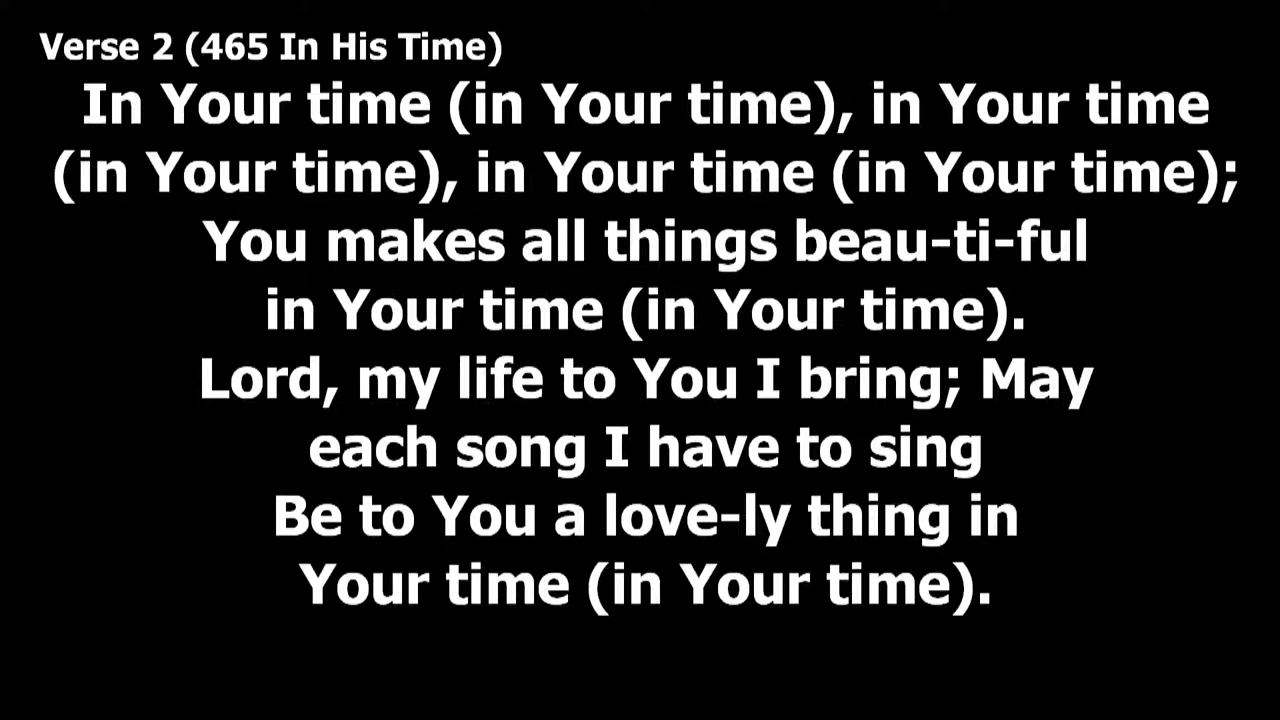 Verse 2 (465 In His Time)
In Your time (in Your time), in Your time
(in Your time), in Your time (in Your time);
You makes all things beau-ti-ful
in Your time (in Your time).
Lord, my life to You I bring; May
each song I have to sing
Be to You a love-ly thing in
Your time (in Your time).